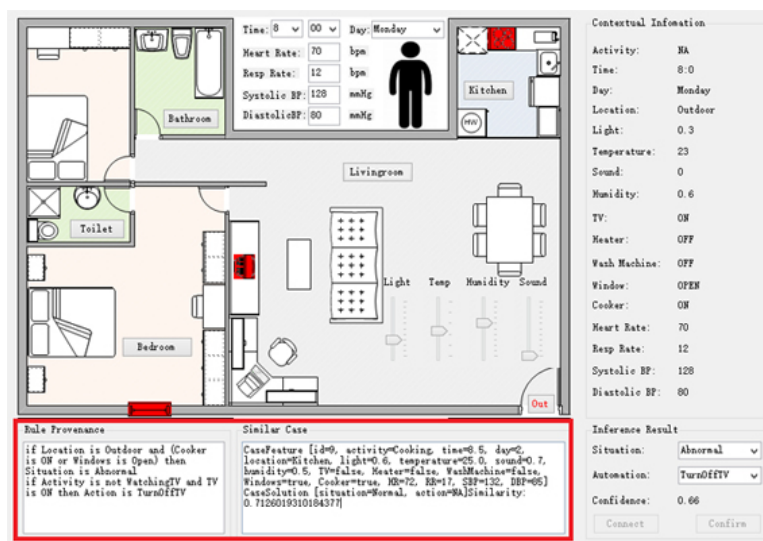 Time: 8 00 Day: Monday
Heart Rate: 70 bpm
Resp Rate: 12 bpm
Systolic BP: 128 mmHg
DiastolicBP: 80 mmHg
Bathroom
Kitchen
HW
Livingroom
Toilet
Light Temp Humidity Sound
Bedroom
Out
Contextual Infomation
Activity: NA
Time: 8:0
Day: Monday
Location: Outdoor
Light: 0.3
Temperature: 23
Sound: 0
Humidity: 0.6
TV: ON
Heater: OFF
Wash Machine: OFF
Window: OPEN
Cooker: ON
Heart Rate: 70
Resp Rate: 12
Systolic BP: 128
Diastolic BP: 80
Rule Provenance
if Location is Outdoor and (Cooker
is ON or Windows is Open) then
Situation is Abnormal
if Activity is not WatchingTV and TV
is ON then Action is TurnOffTV
Similar Case
CaseFeature [id=9, activity=Cooking, time=8.5, day=2,
location=Kitchen, light=0.6, temperature=25.0, sound=0.7,
humidity=0.5, TV=false, Heater=false, WashMachine=false,
Windows=true, Cooker=true, HR=72, RR=17, SBP=132, DBP=85]
CaseSolution [situation=Normal, action=NA]Similarity:
0.7126019310184377
Inference Result
Situation: Abnormal
Automation: TurnOffTV
Confidence: 0.66
Connect Confirm